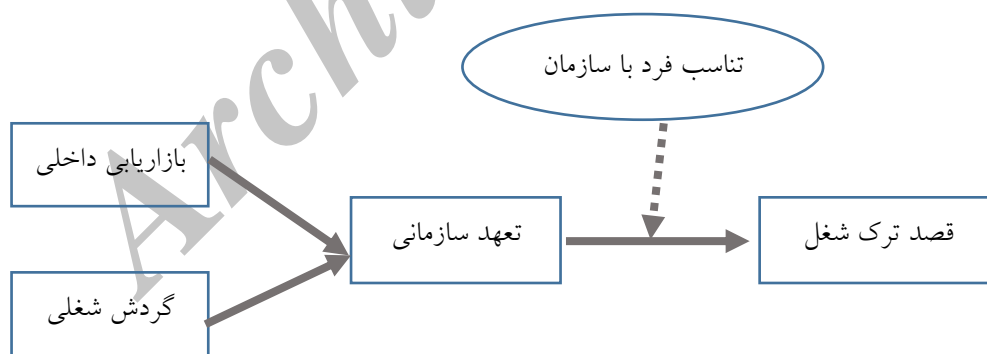 تناسب فرد با سازمان
بازاریابی داخلی
تعهد سازمانی
قصد ترک شغل
گردش شغلی